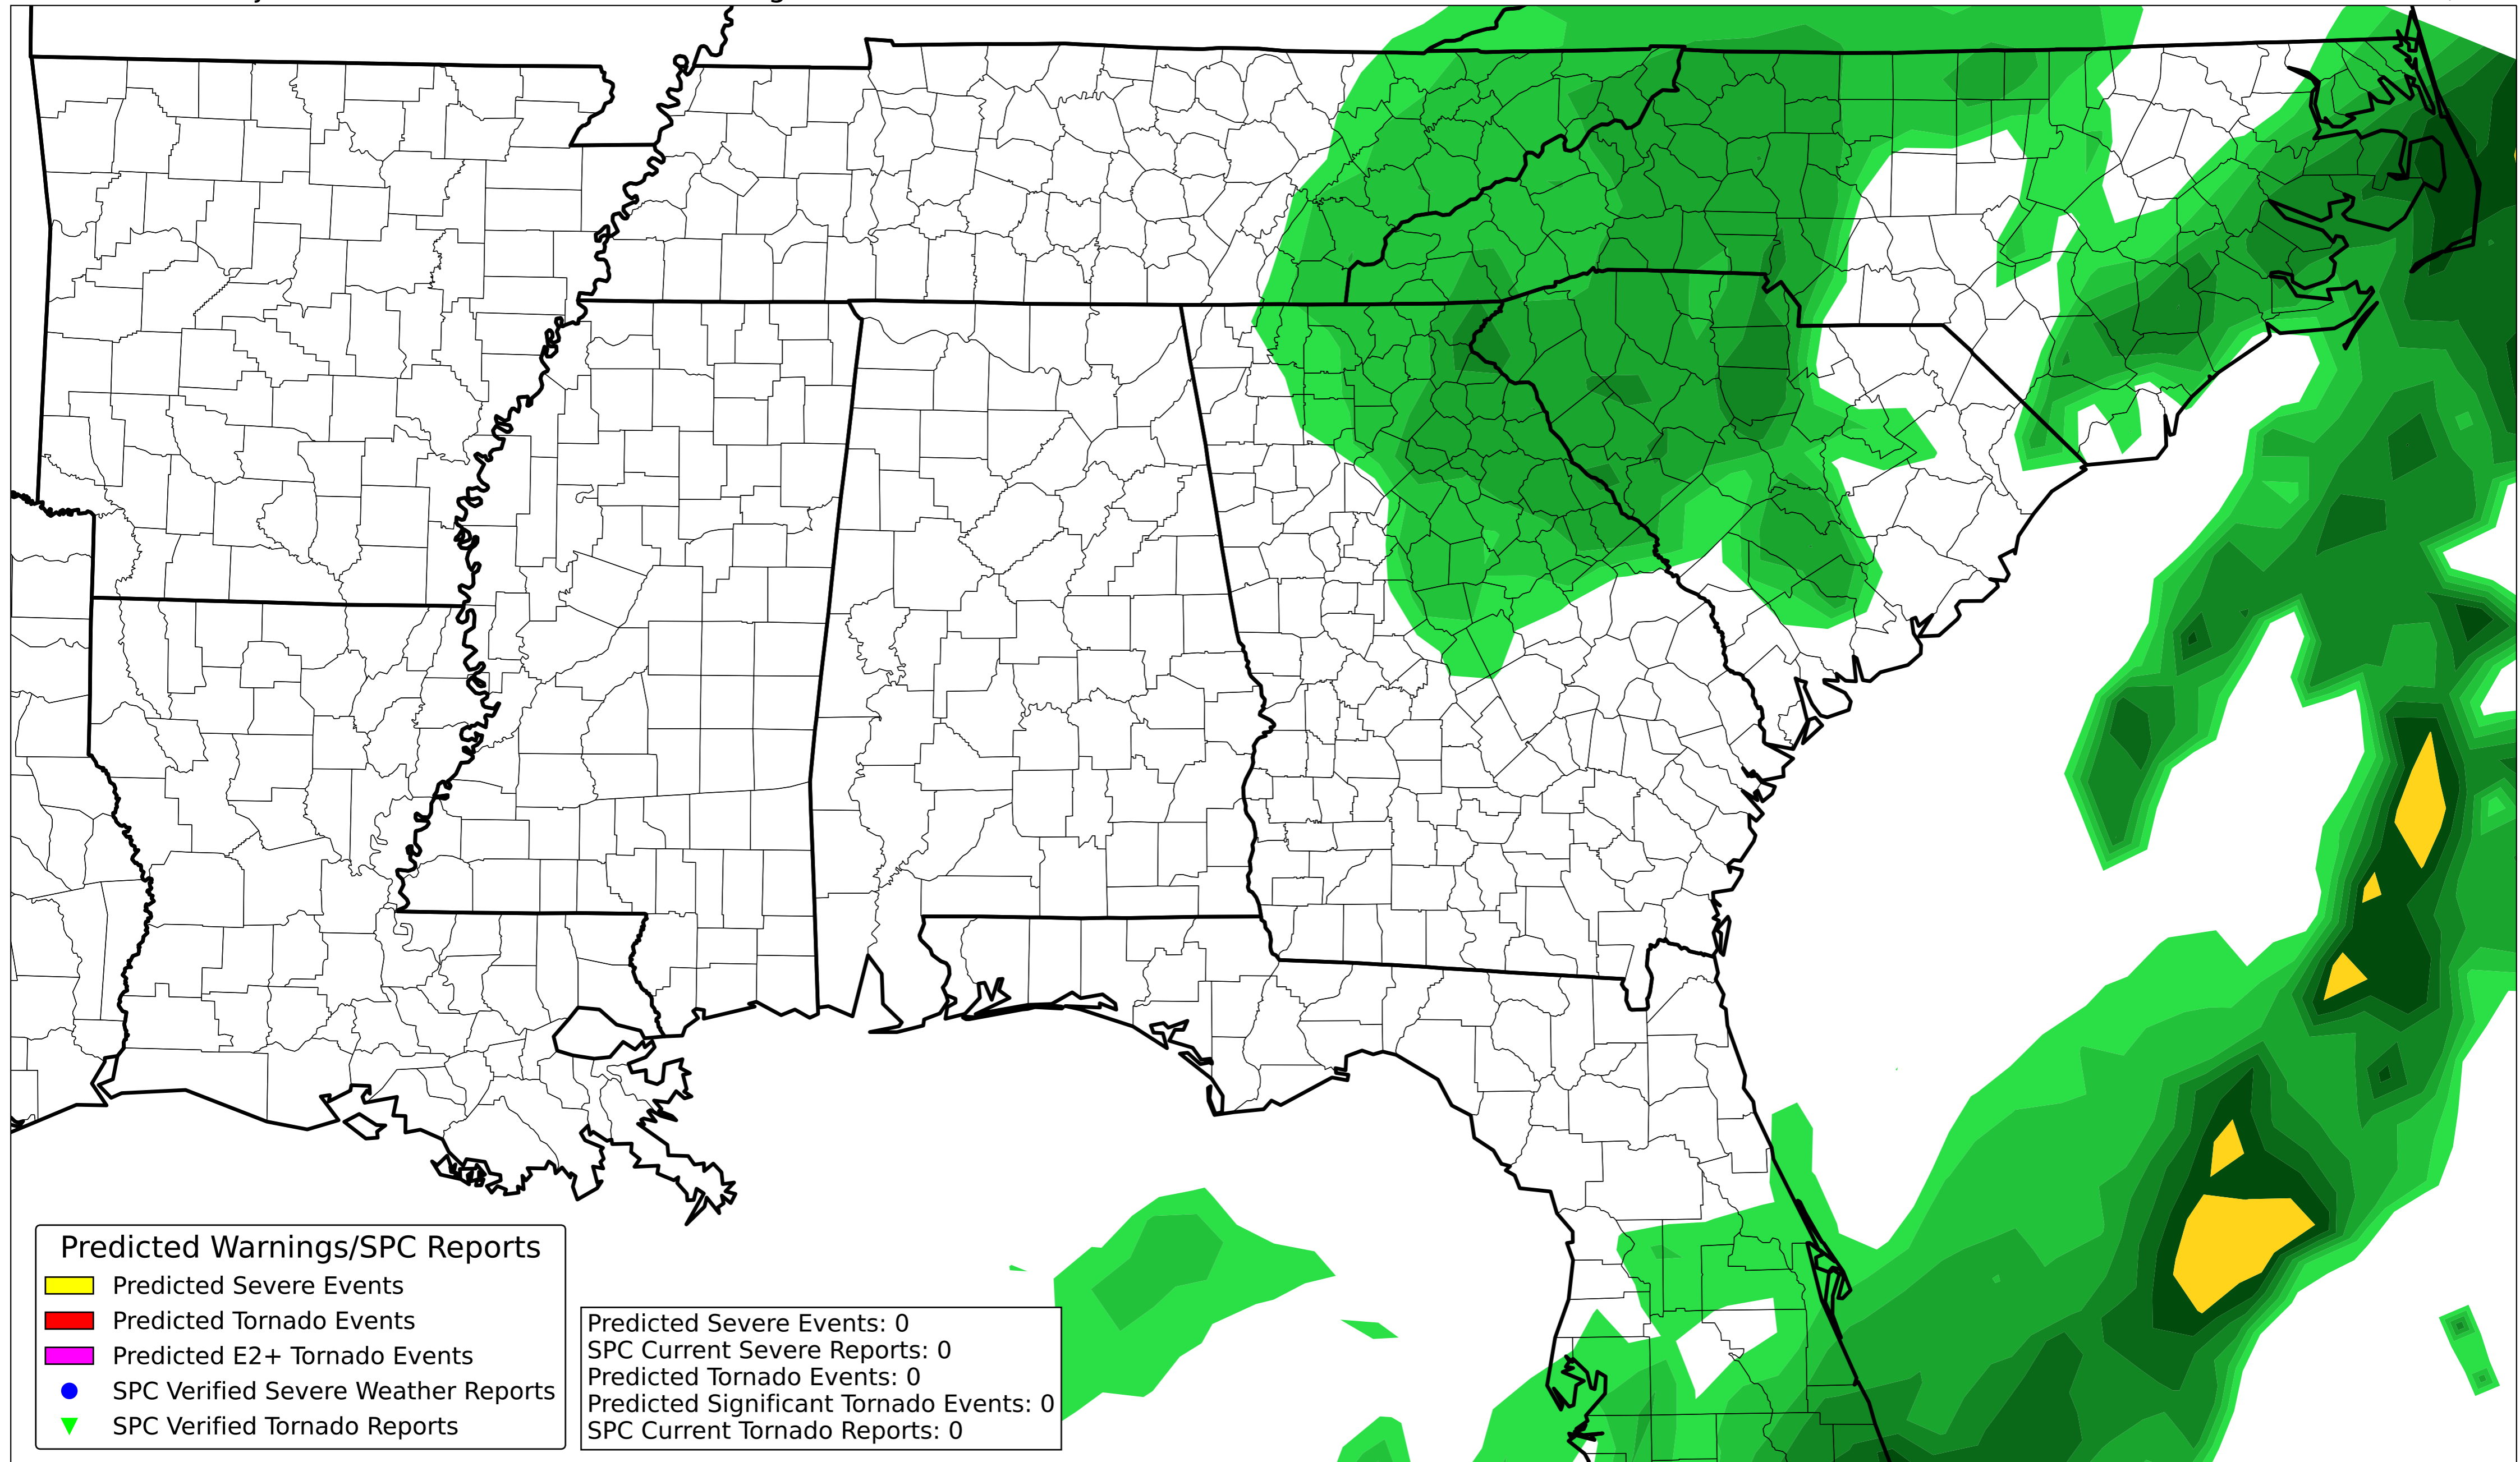 Predicted Warnings/SPC Reports
Predicted Severe Events
Predicted Tornado Events
Predicted E2+ Tornado Events
SPC Verified Severe Weather Reports
SPC Verified Tornado Reports
Predicted Severe Events: 0
SPC Current Severe Reports: 0
Predicted Tornado Events: 0
Predicted Significant Tornado Events: 0
SPC Current Tornado Reports: 0